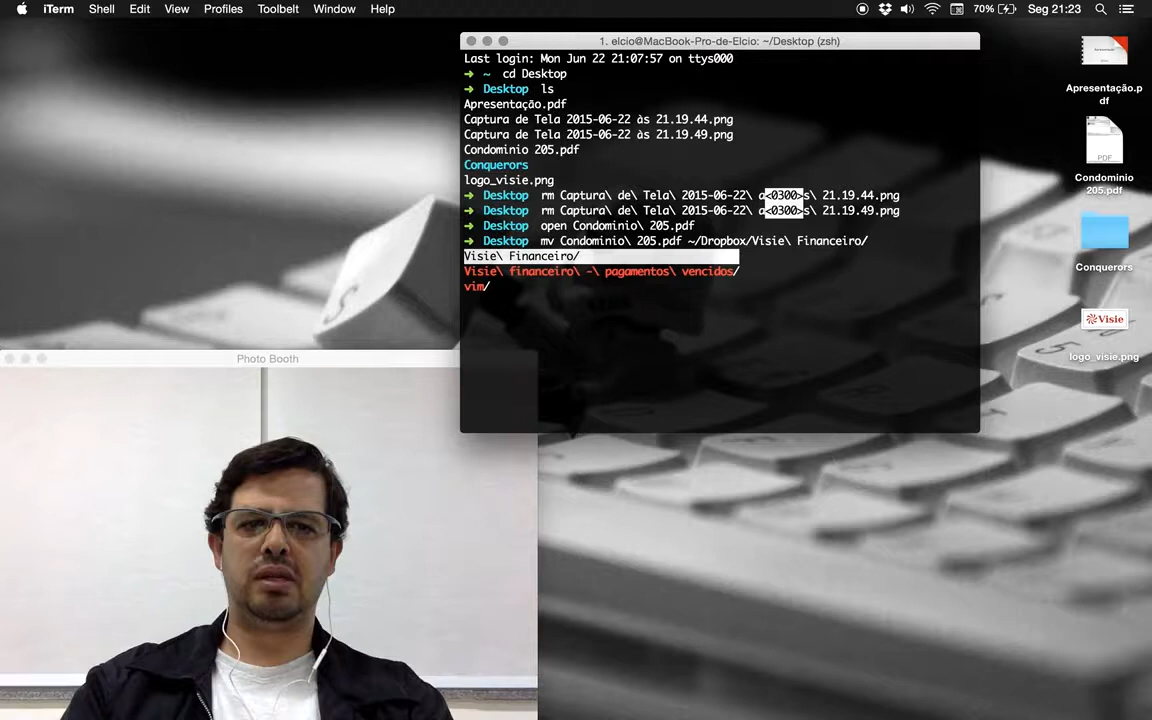 iTerm Shell Edit View Profiles Toolbelt Window Help
70% Seg 21:23
1. elcio@MacBook-Pro-de-Elcio: ~/Desktop (zsh)
Last login: Mon Jun 22 21:07:57 on ttys000
➜ ~ cd Desktop
➜ Desktop ls
Apresentação.pdf
Captura de Tela 2015-06-22 às 21.19.44.png
Captura de Tela 2015-06-22 às 21.19.49.png
Condominio 205.pdf
Conquerors
logo_visie.png
➜ Desktop rm Captura\ de\ Tela\ 2015-06-22\ a<0300>s\ 21.19.44.png
➜ Desktop rm Captura\ de\ Tela\ 2015-06-22\ a<0300>s\ 21.19.49.png
➜ Desktop open Condominio\ 205.pdf
➜ Desktop mv Condominio\ 205.pdf ~/Dropbox/Visie\ Financeiro/
Visie\ Financeiro/
Visie\ financeiro\ -\ pagamentos\ vencidos/
vim/
Apresentação.p
df
PDF
Condominio
205.pdf
Conquerors
Visie
logo_visie.png
Photo Booth